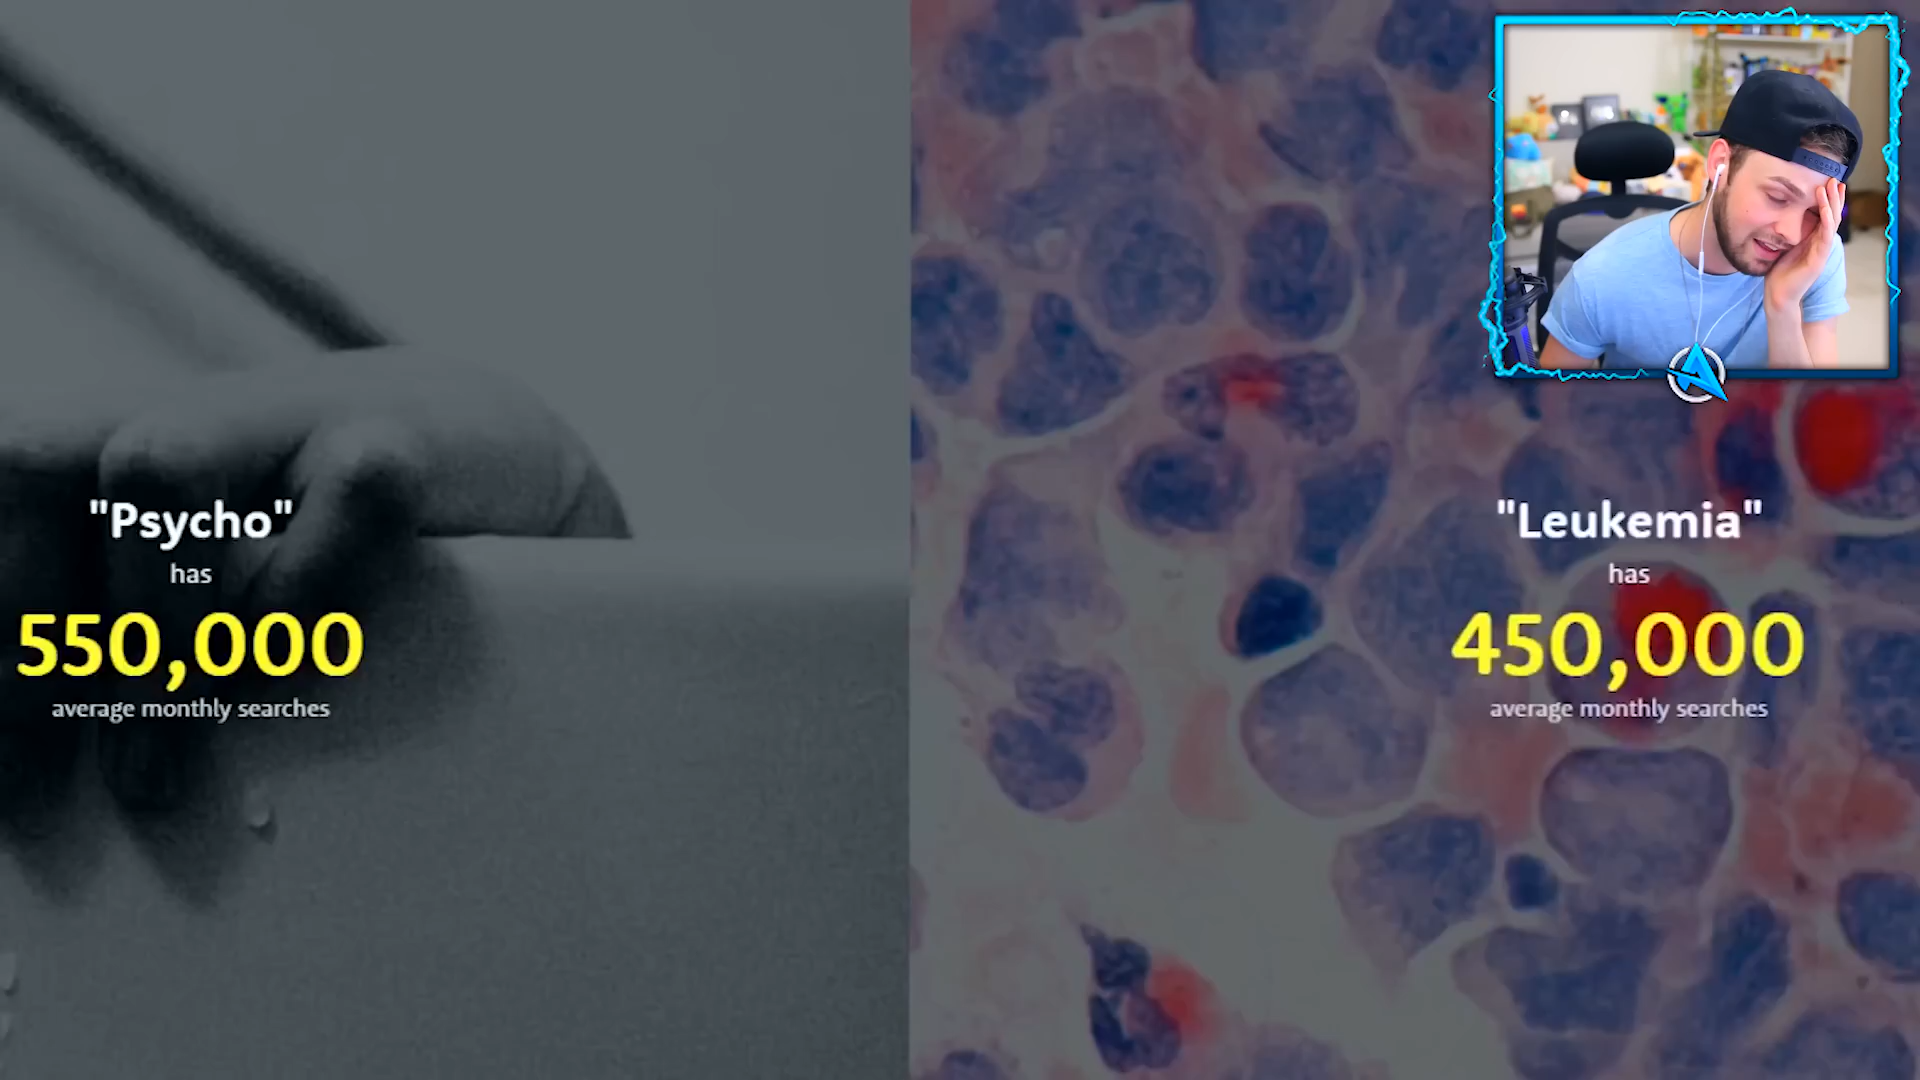 "Psycho"
has
550,000
average monthly searches
"Leukemia"
has
450,000
average monthly searches